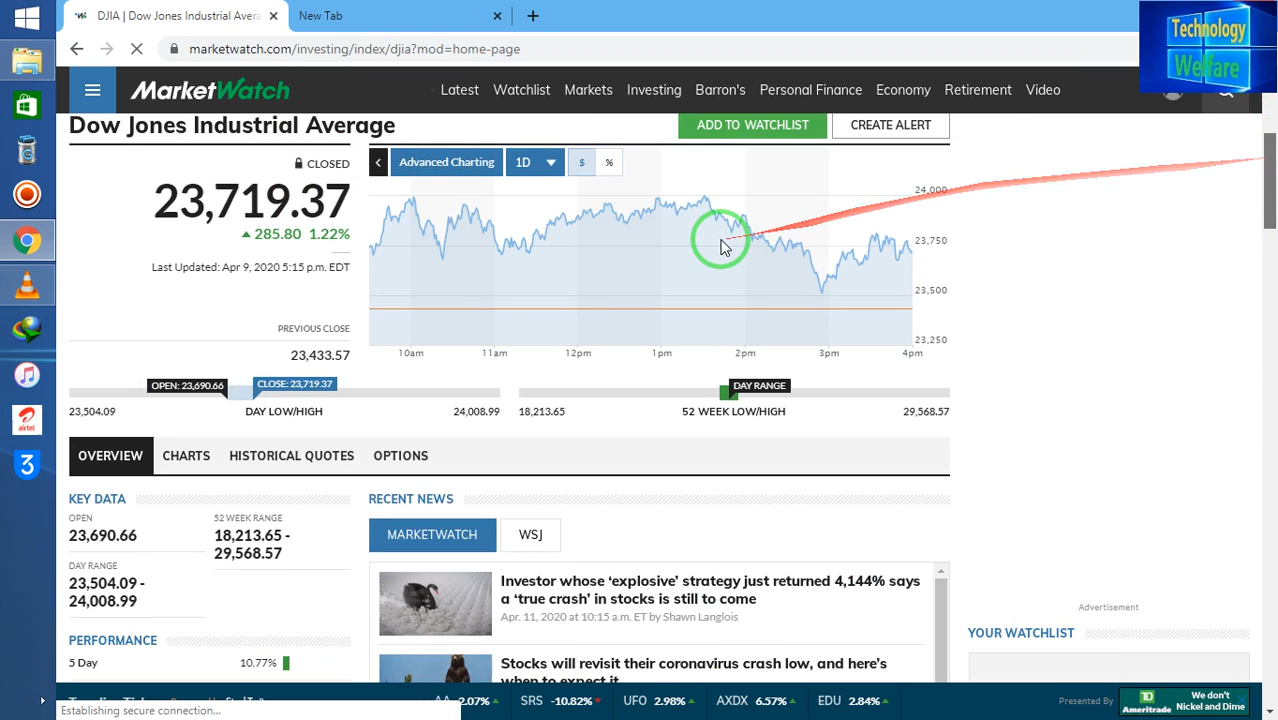 DJIA | Dow Jones Industrial Avera
New Tab
Technology
Welfare
marketwatch.com/investing/index/djia?mod=home-page
MarketWatch
Latest Watchlist Markets Investing Barron's Personal Finance Economy Retirement Video
Dow Jones Industrial Average
ADD TO WATCHLIST
CREATE ALERT
CLOSED
23,719.37
285.80 1.22%
Last Updated: Apr 9, 2020 5:15 p.m. EDT
PREVIOUS CLOSE
23,433.57
Advanced Charting 1D $ %
24,000
23,750
23,500
23,250
10am 11am 12pm 1pm 2pm 3pm 4pm
OPEN: 23,690.66 CLOSE: 23,719.37
23,504.09 DAY LOW/HIGH 24,008.99
DAY RANGE
18,213.65 52 WEEK LOW/HIGH 29,568.57
OVERVIEW CHARTS HISTORICAL QUOTES OPTIONS
KEY DATA
OPEN
23,690.66
52 WEEK RANGE
18,213.65 -
29,568.57
DAY RANGE
23,504.09 -
24,008.99
PERFORMANCE
5 Day 10.77%
RECENT NEWS
MARKETWATCH WSJ
Investor whose ‘explosive’ strategy just returned 4,144% says
a ‘true crash’ in stocks is still to come
Apr. 11, 2020 at 10:15 a.m. ET by Shawn Langlois
Stocks will revisit their coronavirus crash low, and here’s
when to expect it
Advertisement
YOUR WATCHLIST
airtel
3
2.07% SRS -10.82% UFO 2.98% AXDX 6.57% EDU 2.84%
Presented By
TD
Ameritrade
We don't
Nickel and Dime
Establishing secure connection...